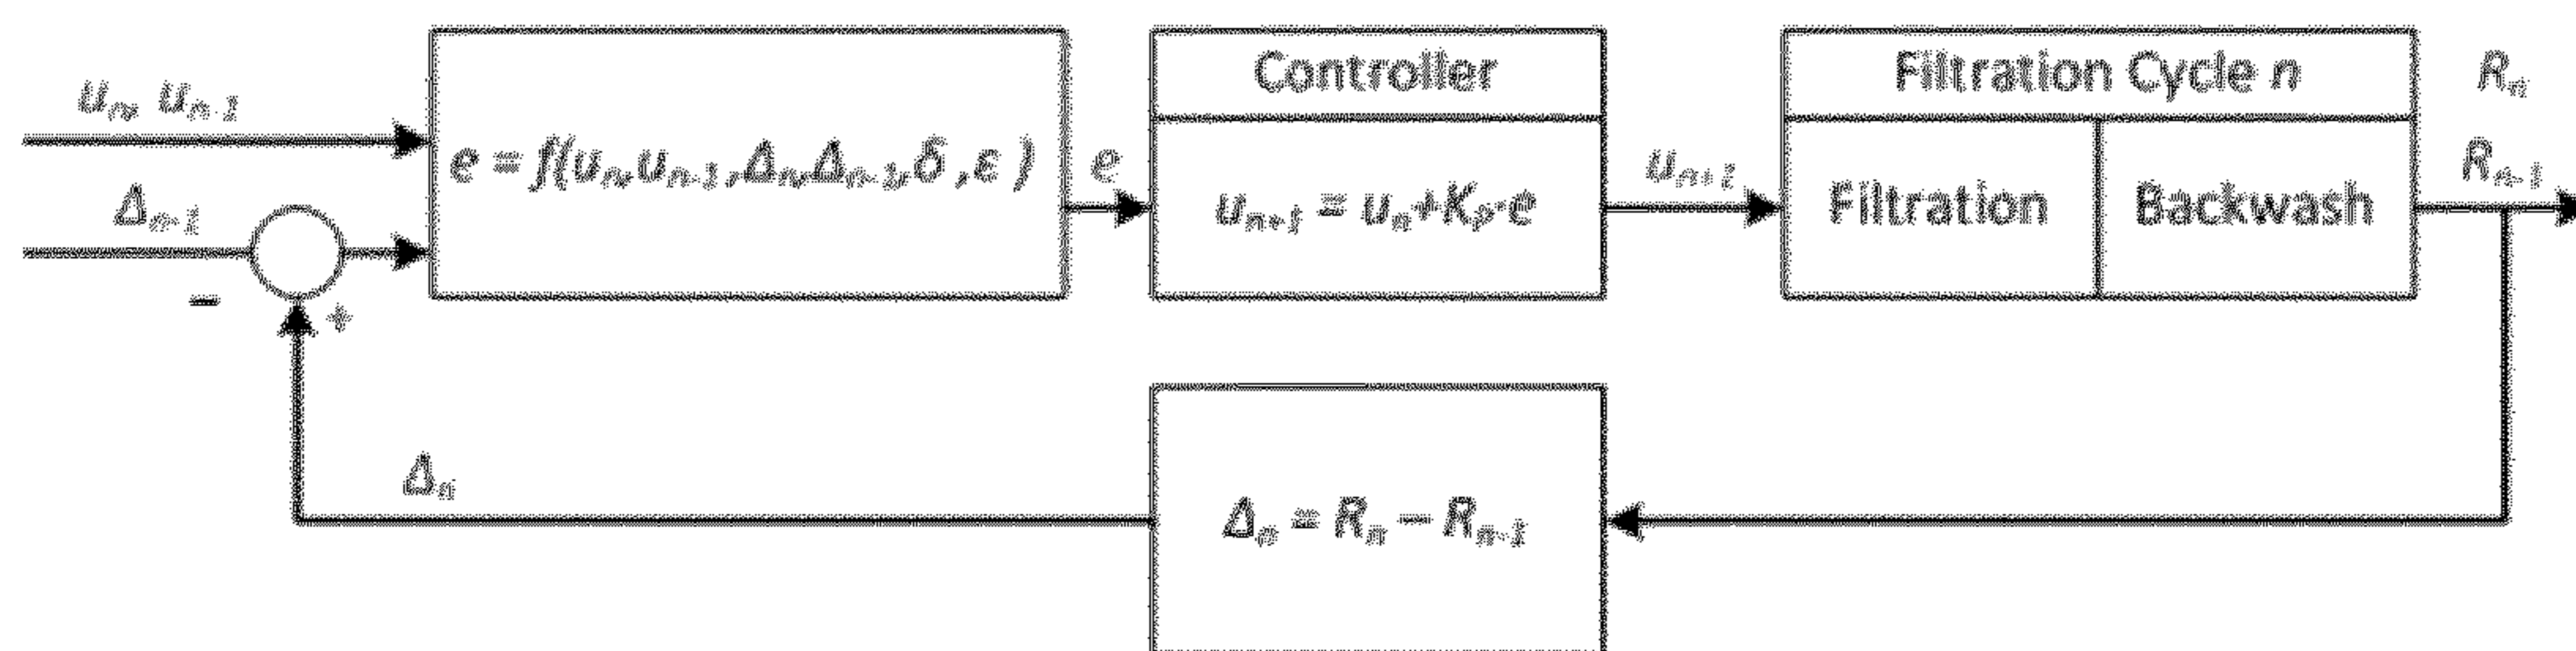 uₙ, uₙ₋₁
Δₙ₋₁
−
+
e = f(uₙ,uₙ₋₁,Δₙ,Δₙ₋₁,δ,ε )
e
Controller
uₙ₊₁ = uₙ+Kₚ·e
uₙ₊₁
Filtration Cycle n
Filtration
Backwash
Rₙ
Rₙ₋₁
Δₙ
Δₙ = Rₙ − Rₙ₋₁